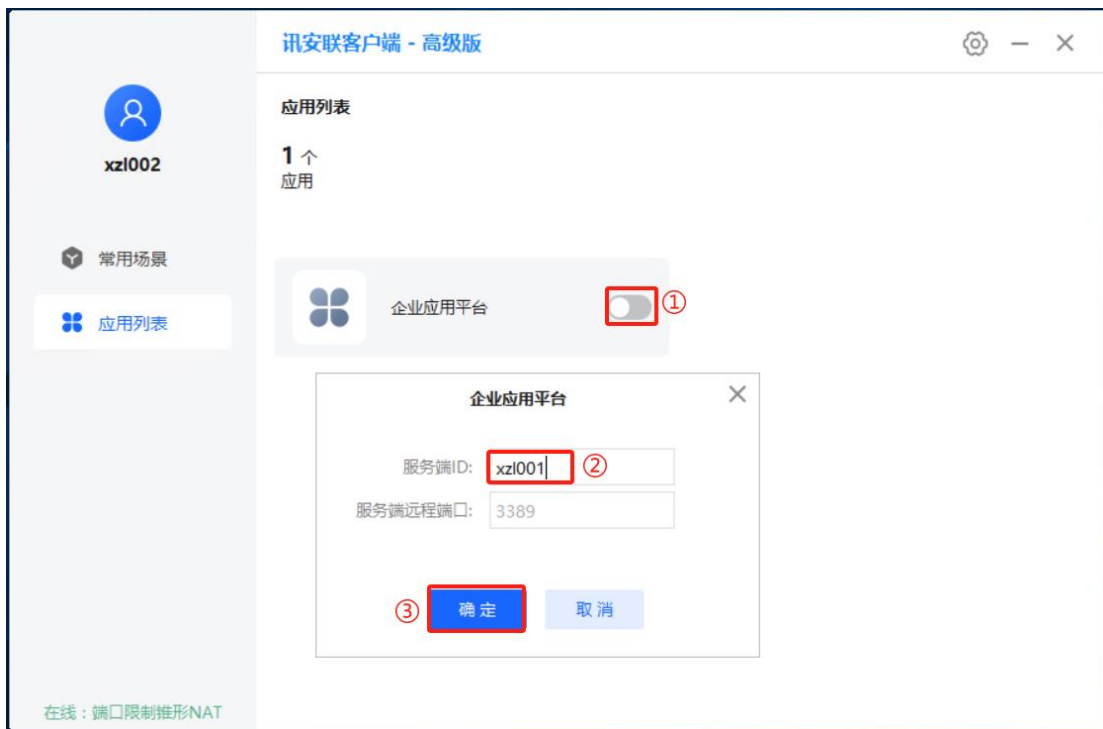 讯安联客户端 - 高级版
xzl002
常用场景
应用列表
在线：端口限制锥形NAT
应用列表
1 个
应用
企业应用平台
①
企业应用平台
服务端ID: xzl001 ②
服务端远程端口: 3389
③ 确 定 取 消